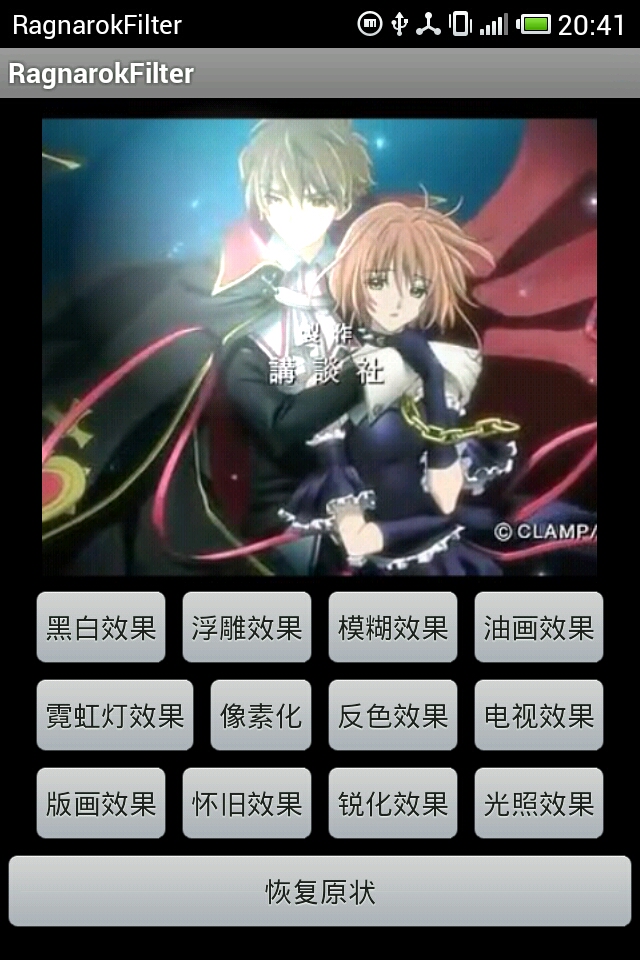 RagnarokFilter 20:41
RagnarokFilter
製作
講談社
©CLAMP/
黑白效果 浮雕效果 模糊效果 油画效果
霓虹灯效果 像素化 反色效果 电视效果
版画效果 怀旧效果 锐化效果 光照效果
恢复原状